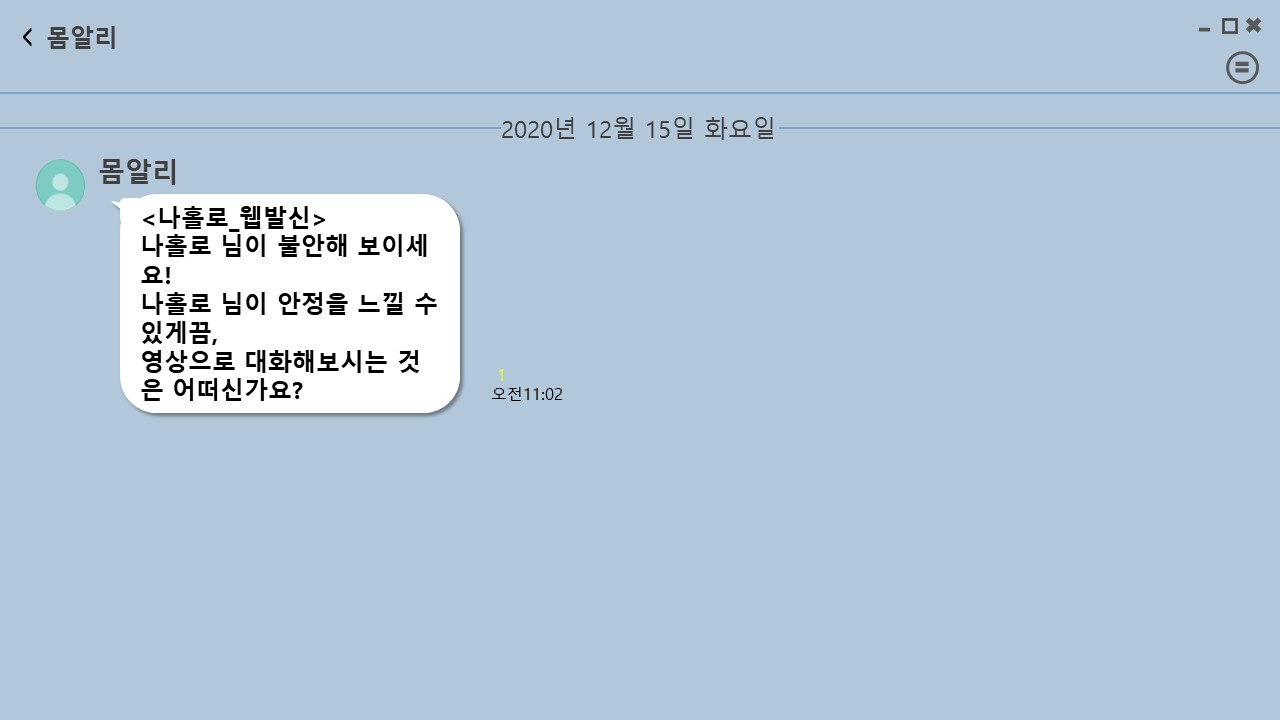 몸알리
2020년 12월 15일 화요일
몸알리
<나홀로_웹발신>
나홀로 님이 불안해 보이세
요!
나홀로 님이 안정을 느낄 수
있게끔,
영상으로 대화해보시는 것
은 어떠신가요?
1
오전11:02